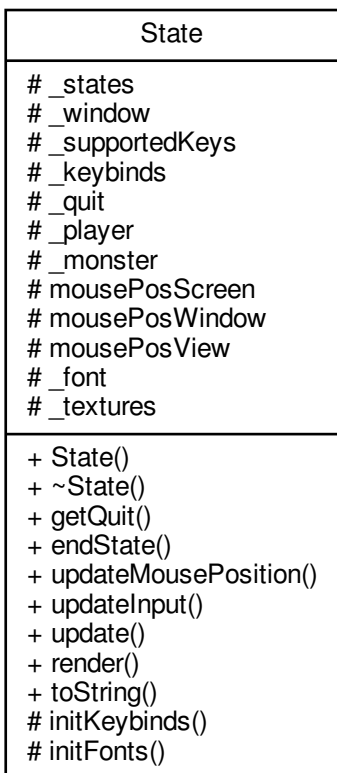 State
# _states
# _window
# _supportedKeys
# _keybinds
# _quit
# _player
# _monster
# mousePosScreen
# mousePosWindow
# mousePosView
# _font
# _textures
+ State()
+ ~State()
+ getQuit()
+ endState()
+ updateMousePosition()
+ updateInput()
+ update()
+ render()
+ toString()
# initKeybinds()
# initFonts()